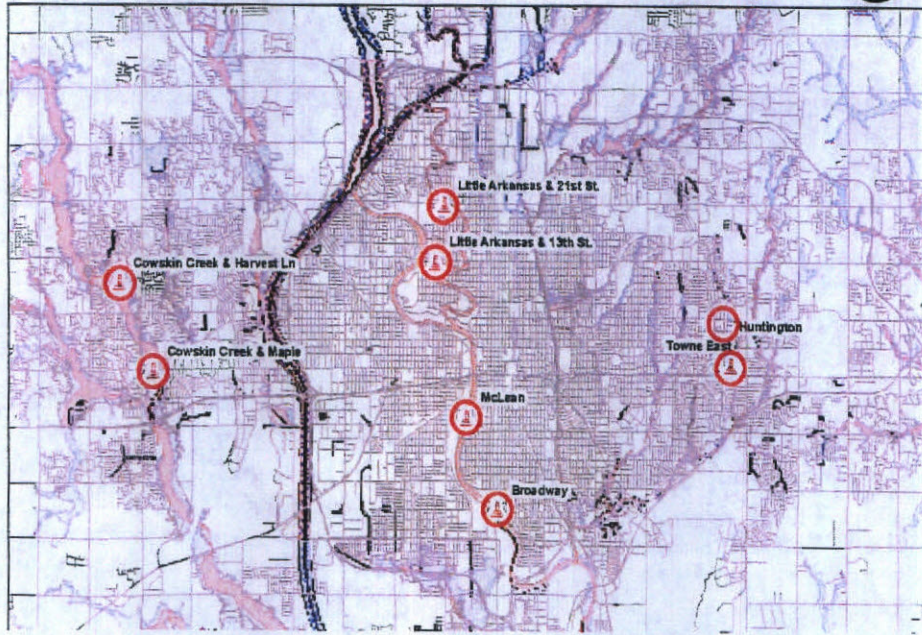 Little Arkansas & 21st St.
Little Arkansas & 13th St.
Cowskin Creek & Harvest Ln
Huntington
Towne East
Cowskin Creek & Maple
McLean
Broadway